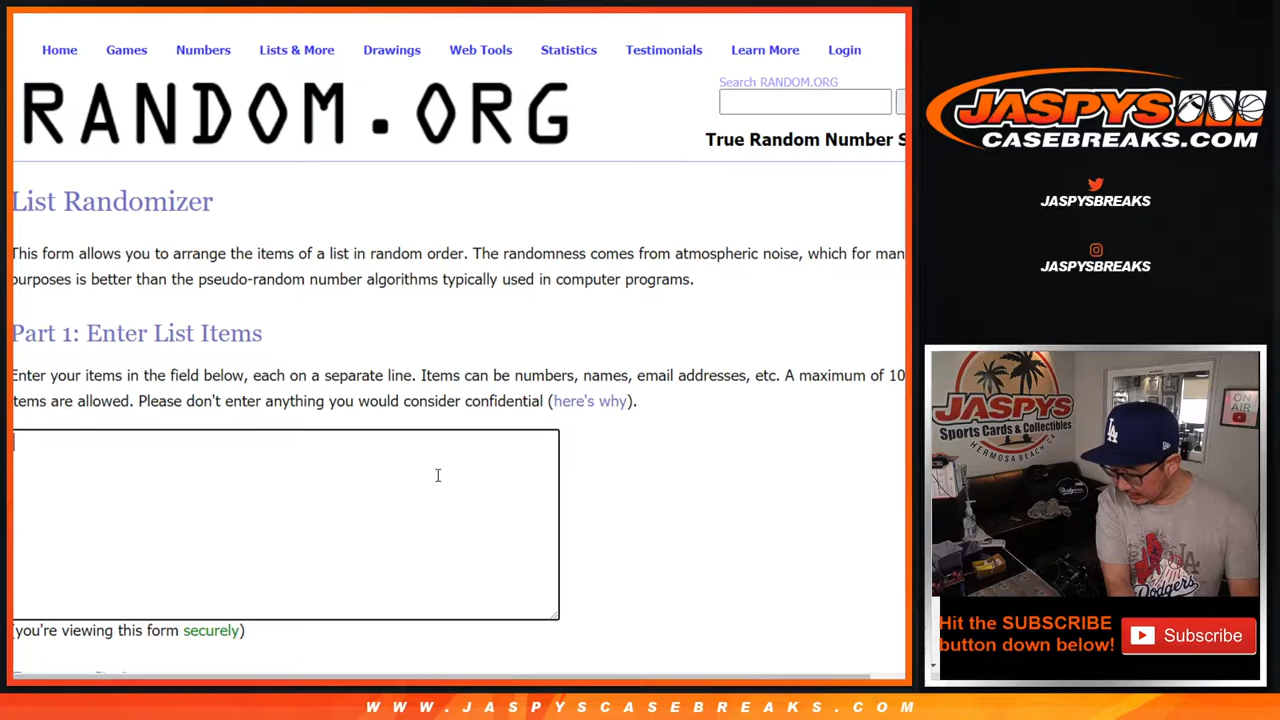 Home Games Numbers Lists & More Drawings Web Tools Statistics Testimonials Learn More Login
RANDOM.ORG
Search RANDOM.ORG
True Random Number S
List Randomizer
This form allows you to arrange the items of a list in random order. The randomness comes from atmospheric noise, which for man
purposes is better than the pseudo-random number algorithms typically used in computer programs.
Part 1: Enter List Items
Enter your items in the field below, each on a separate line. Items can be numbers, names, email addresses, etc. A maximum of 10
items are allowed. Please don't enter anything you would consider confidential (here's why).
(you're viewing this form securely)
JASPYS
CASEBREAKS.COM
JASPYSBREAKS
JASPYSBREAKS
JASPYS
Sports Cards & Collectibles
HERMOSA BEACH, CA
ON
AIR
LA
Dodgers
Hit the SUBSCRIBE
button down below!
Subscribe
WWW.JASPYSCASEBREAKS.COM